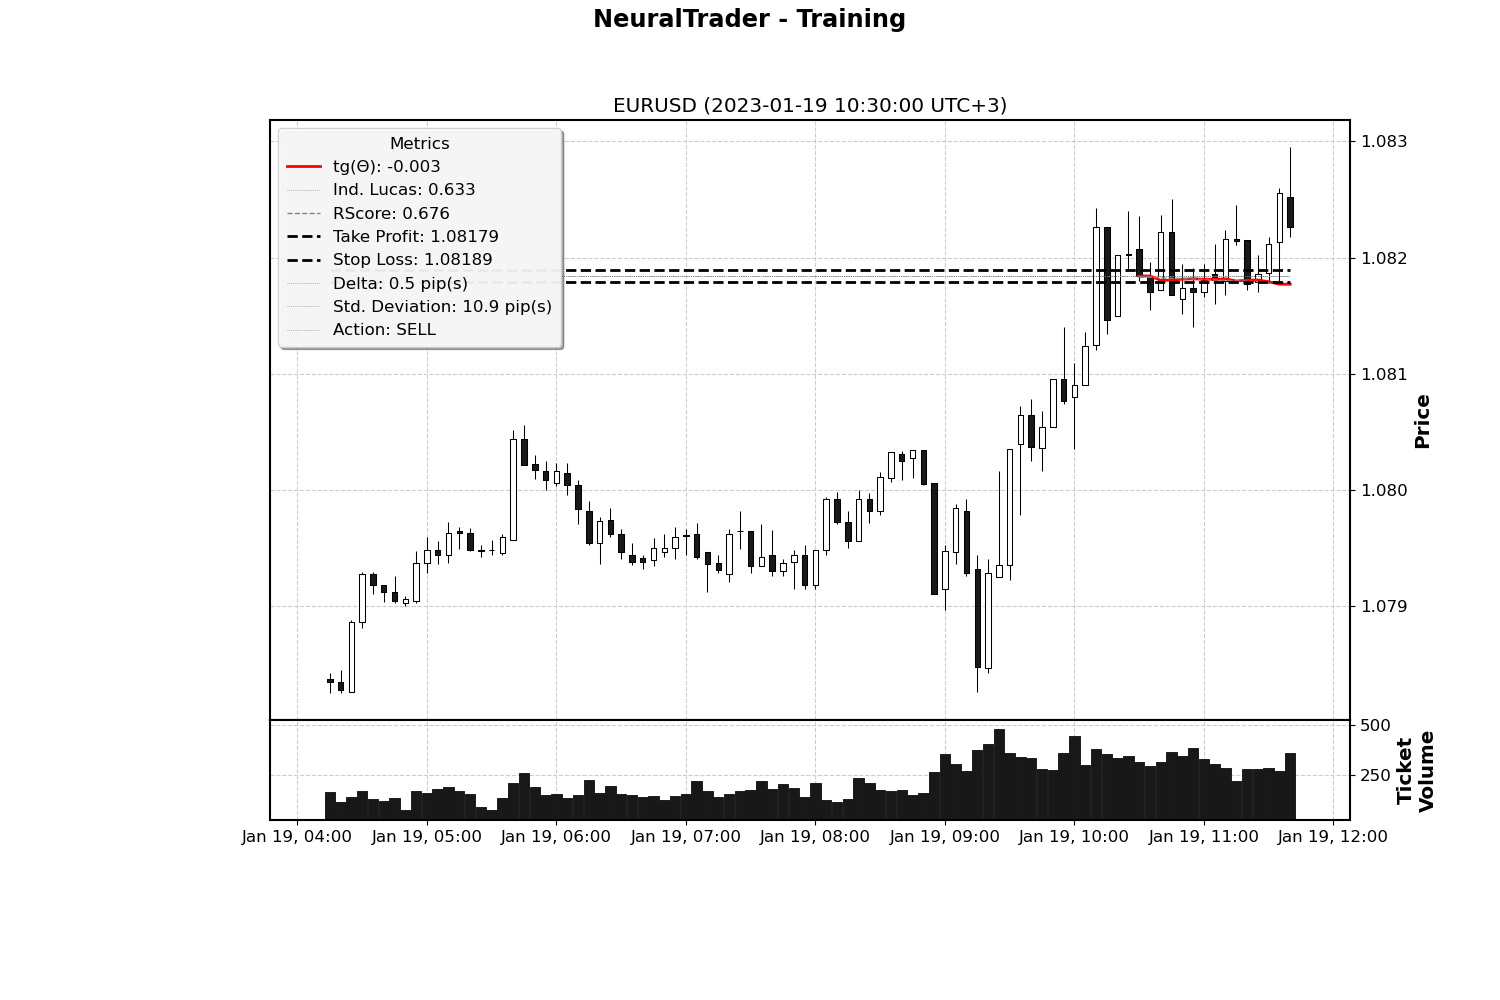 NeuralTrader - Training
EURUSD (2023-01-19 10:30:00 UTC+3)
Metrics
tg(Θ): -0.003
Ind. Lucas: 0.633
RScore: 0.676
Take Profit: 1.08179
Stop Loss: 1.08189
Delta: 0.5 pip(s)
Std. Deviation: 10.9 pip(s)
Action: SELL
1.083
1.082
1.081
1.080
1.079
Price
500
250
Ticket
Volume
Jan 19, 04:00
Jan 19, 05:00
Jan 19, 06:00
Jan 19, 07:00
Jan 19, 08:00
Jan 19, 09:00
Jan 19, 10:00
Jan 19, 11:00
Jan 19, 12:00